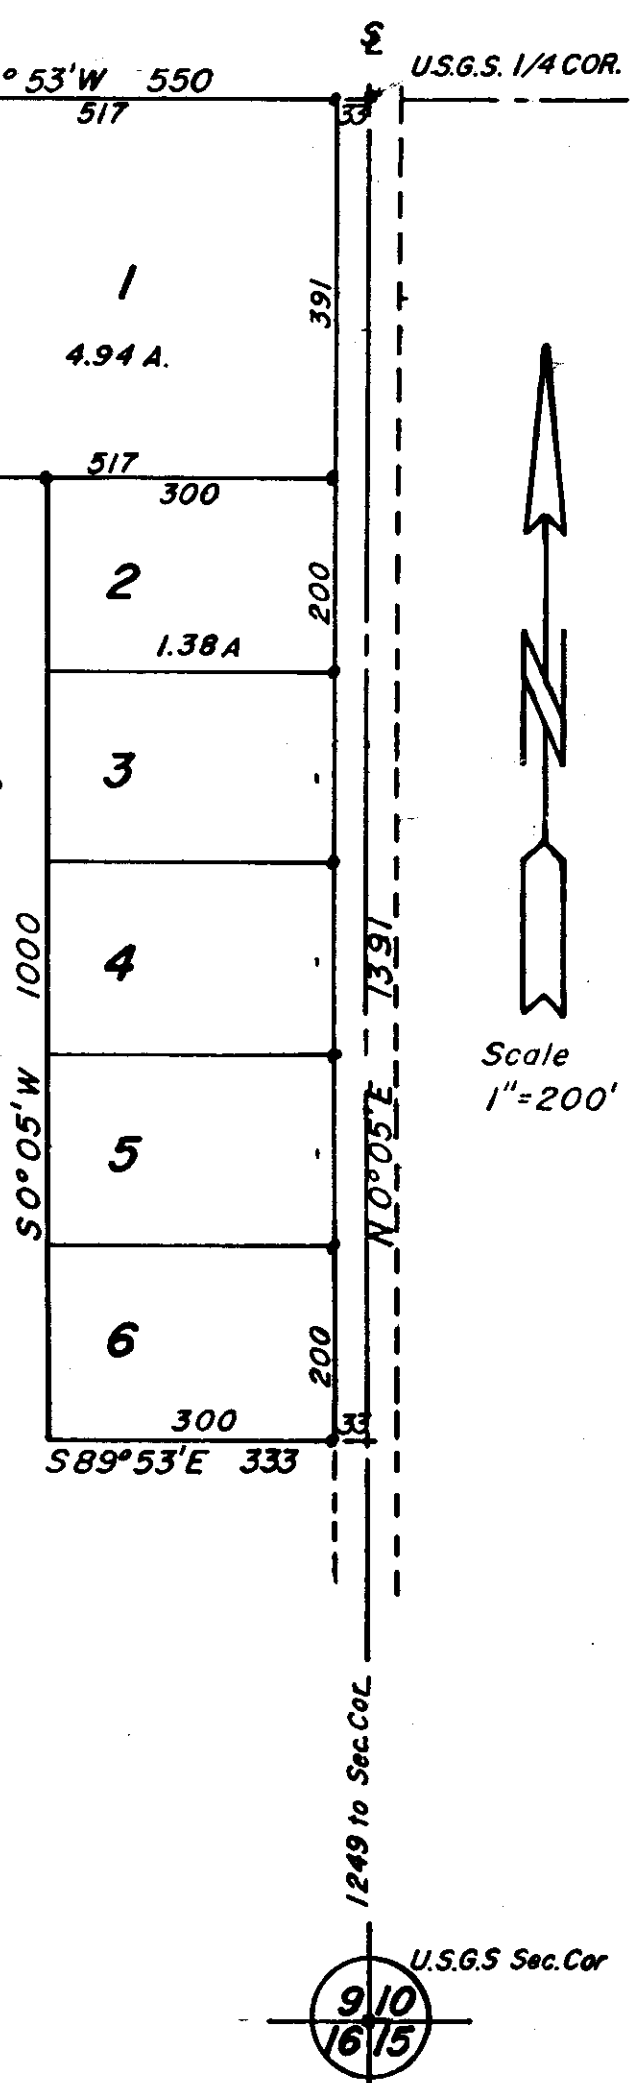 ℄
° 53'W 550
U.S.G.S. 1/4 COR.
517
33
1
391
4.94 A.
517
300
2
200
1.38 A
3
4
S 0° 05' W 1000
N 0° 05' E 1391
Scale
1"=200'
5
6
200
300
33
S 89° 53' E 333
1249 to Sec. Cor.
U.S.G.S Sec. Cor
9 10
16 15
N